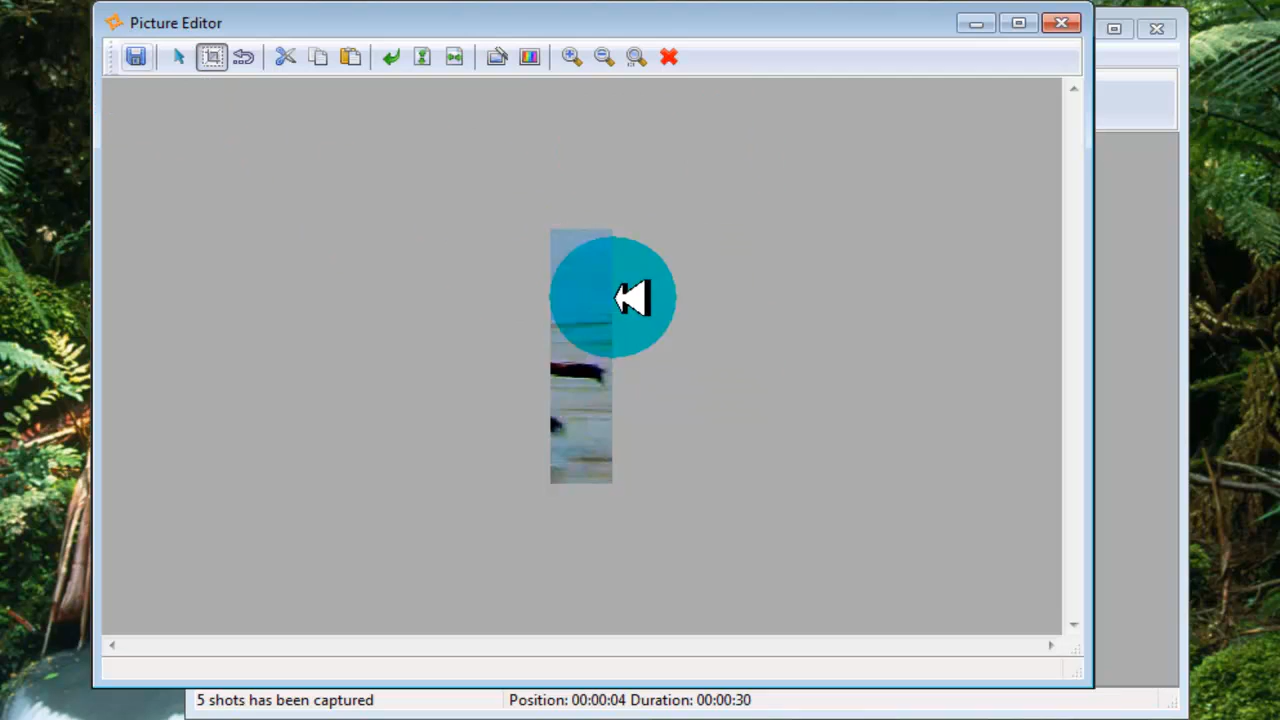 Picture Editor
5 shots has been captured
Position: 00:00:04 Duration: 00:00:30